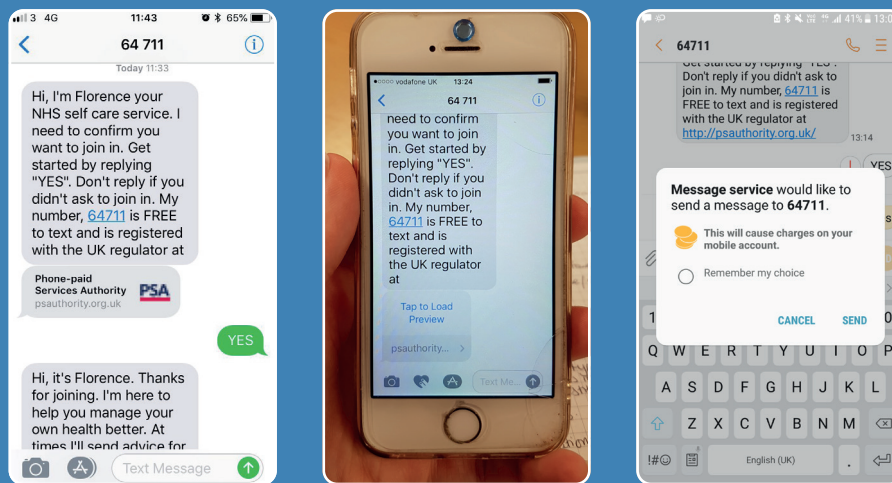 3 4G 11:43 65%
64 711
Today 11:33
Hi, I'm Florence your
NHS self care service. I
need to confirm you
want to join in. Get
started by replying
"YES". Don't reply if you
didn't ask to join in. My
number, 64711 is FREE
to text and is registered
with the UK regulator at
Phone-paid
Services Authority
PSA
psauthority.org.uk
YES
Hi, it's Florence. Thanks
for joining. I'm here to
help you manage your
own health better. At
times I'll send advice for
Text Message
vodafone UK 13:24
64 711
need to confirm
you want to join
in. Get started by
replying "YES".
Don't reply if you
didn't ask to join
in. My number,
64711 is FREE to
text and is
registered with
the UK regulator
at
Tap to Load
Preview
psauthority...
Text Me...
41% 13:0
64711
Get started by replying "YES".
Don't reply if you didn't ask to
join in. My number, 64711 is
FREE to text and is registered
with the UK regulator at
http://psauthority.org.uk/
13:14
YES
Message service would like to
send a message to 64711.
This will cause charges on your
mobile account.
Remember my choice
CANCEL SEND
1 0
Q W E R T Y U I O P
A S D F G H J K L
Z X C V B N M
!#☺ English (UK) .